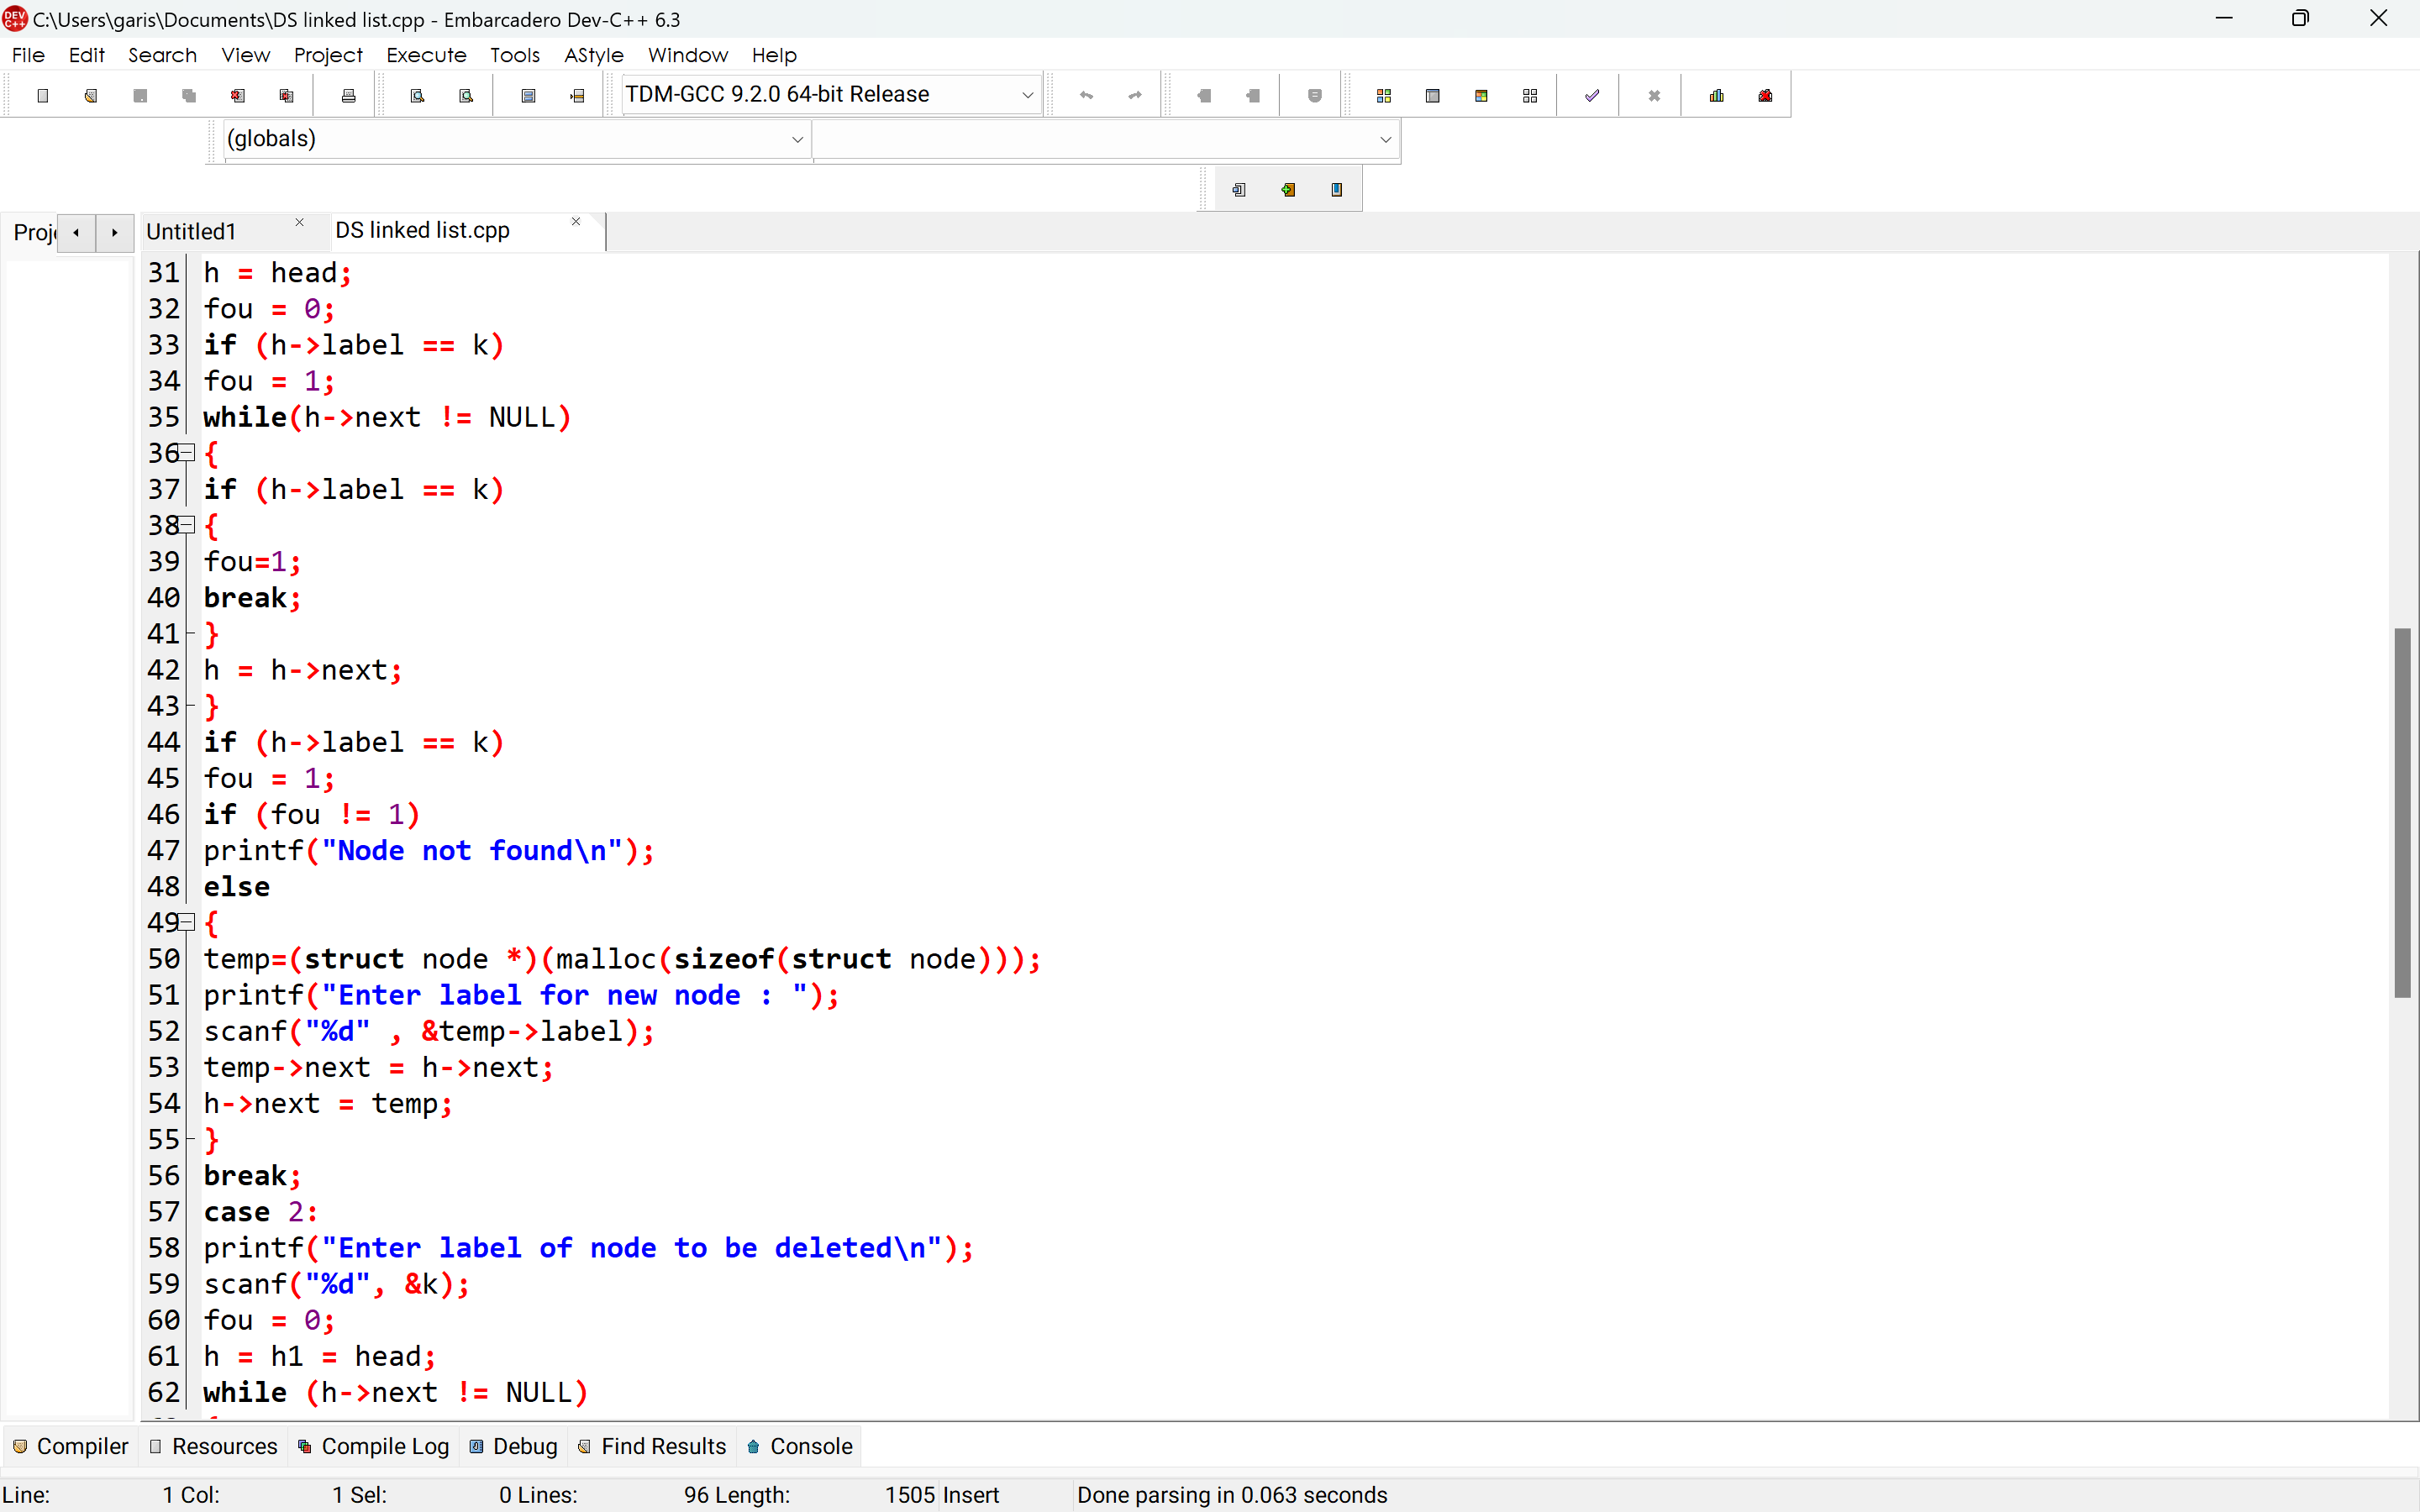 C:\Users\garis\Documents\DS linked list.cpp - Embarcadero Dev-C++ 6.3
File Edit Search View Project Execute Tools AStyle Window Help
TDM-GCC 9.2.0 64-bit Release
(globals)
Proj Untitled1 DS linked list.cpp
31 h = head;
32 fou = 0;
33 if (h->label == k)
34 fou = 1;
35 while(h->next != NULL)
36 {
37 if (h->label == k)
38 {
39 fou=1;
40 break;
41 }
42 h = h->next;
43 }
44 if (h->label == k)
45 fou = 1;
46 if (fou != 1)
47 printf("Node not found\n");
48 else
49 {
50 temp=(struct node *)(malloc(sizeof(struct node)));
51 printf("Enter label for new node : ");
52 scanf("%d" , &temp->label);
53 temp->next = h->next;
54 h->next = temp;
55 }
56 break;
57 case 2:
58 printf("Enter label of node to be deleted\n");
59 scanf("%d", &k);
60 fou = 0;
61 h = h1 = head;
62 while (h->next != NULL)
Compiler Resources Compile Log Debug Find Results Console
Line: 1 Col: 1 Sel: 0 Lines: 96 Length: 1505 Insert Done parsing in 0.063 seconds